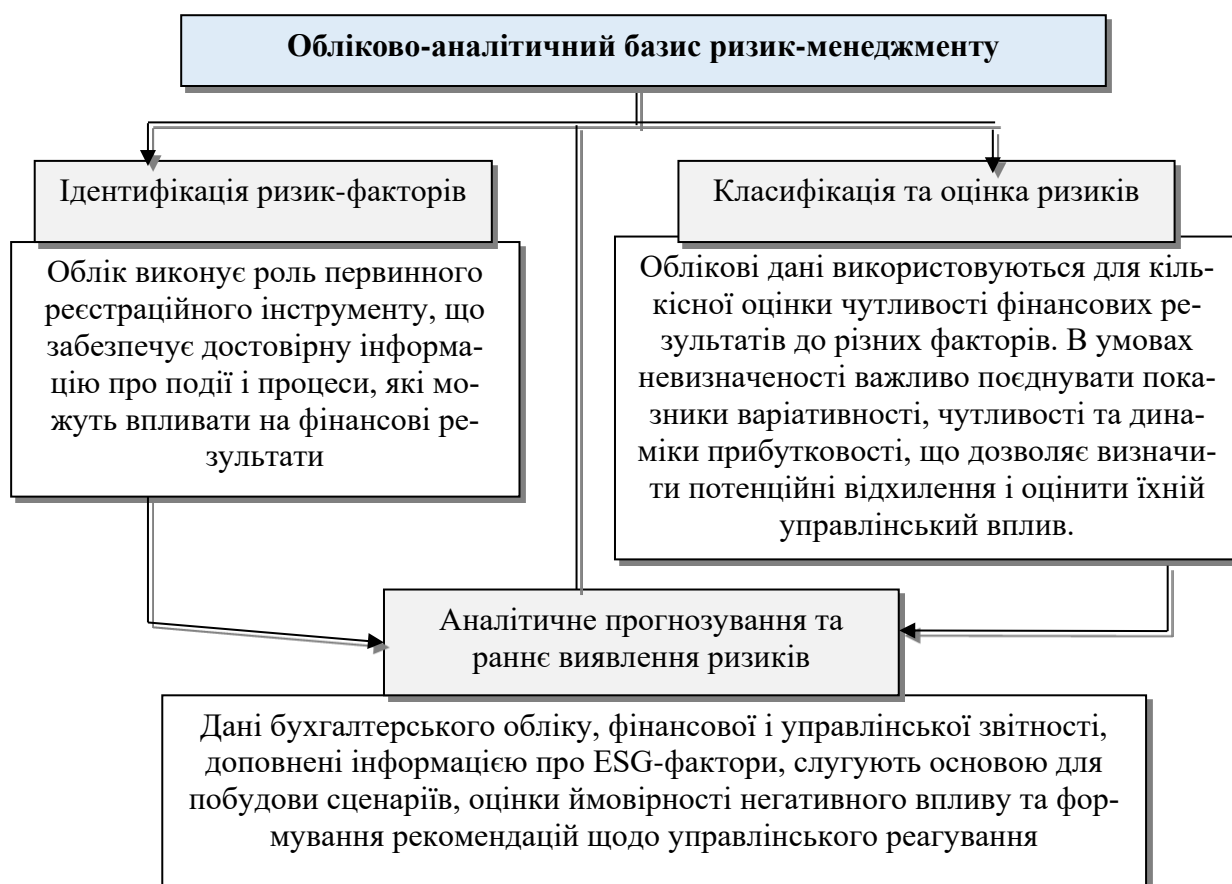 Обліково-аналітичний базис ризик-менеджменту
Ідентифікація ризик-факторів
Облік виконує роль первинного
реєстраційного інструменту, що
забезпечує достовірну інформа-
цію про події і процеси, які мо-
жуть впливати на фінансові ре-
зультати
Класифікація та оцінка ризиків
Облікові дані використовуються для кіль-
кісної оцінки чутливості фінансових ре-
зультатів до різних факторів. В умовах
невизначеності важливо поєднувати пока-
зники варіативності, чутливості та дина-
міки прибутковості, що дозволяє визначи-
ти потенційні відхилення і оцінити їхній
управлінський вплив.
Аналітичне прогнозування та
раннє виявлення ризиків
Дані бухгалтерського обліку, фінансової і управлінської звітності,
доповнені інформацією про ESG-фактори, слугують основою для
побудови сценаріїв, оцінки ймовірності негативного впливу та фор-
мування рекомендацій щодо управлінського реагування